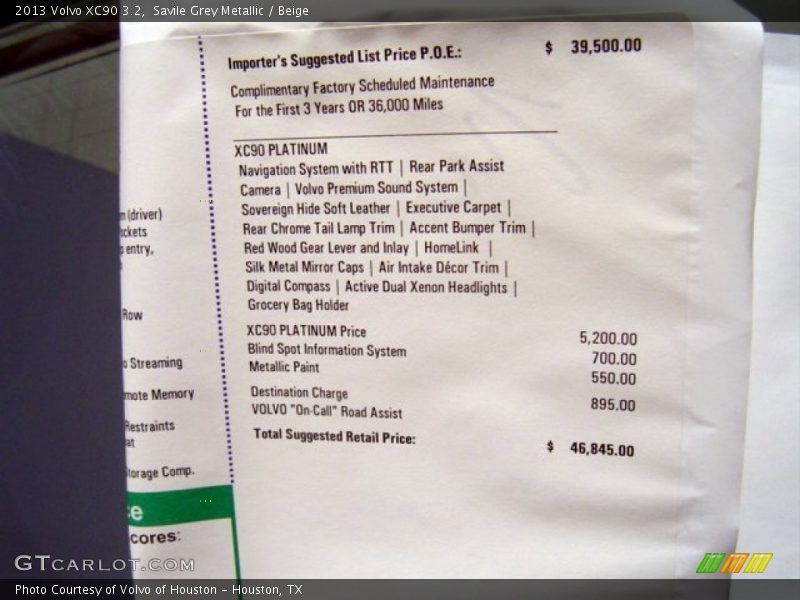 2013 Volvo XC90 3.2, Savile Grey Metallic / Beige
Importer's Suggested List Price P.O.E.: $ 39,500.00
Complimentary Factory Scheduled Maintenance
For the First 3 Years OR 36,000 Miles
XC90 PLATINUM
Navigation System with RTT | Rear Park Assist
Camera | Volvo Premium Sound System |
Sovereign Hide Soft Leather | Executive Carpet |
Rear Chrome Tail Lamp Trim | Accent Bumper Trim |
Red Wood Gear Lever and Inlay | HomeLink |
Silk Metal Mirror Caps | Air Intake Décor Trim |
Digital Compass | Active Dual Xenon Headlights |
Grocery Bag Holder
XC90 PLATINUM Price 5,200.00
Blind Spot Information System 700.00
Metallic Paint 550.00
Destination Charge 895.00
VOLVO "On-Call" Road Assist
Total Suggested Retail Price: $ 46,845.00
(driver)
entry,
Row
Streaming
mote Memory
Restraints
at
torage Comp.
e
cores:
GTCARLOT.COM
Photo Courtesy of Volvo of Houston - Houston, TX